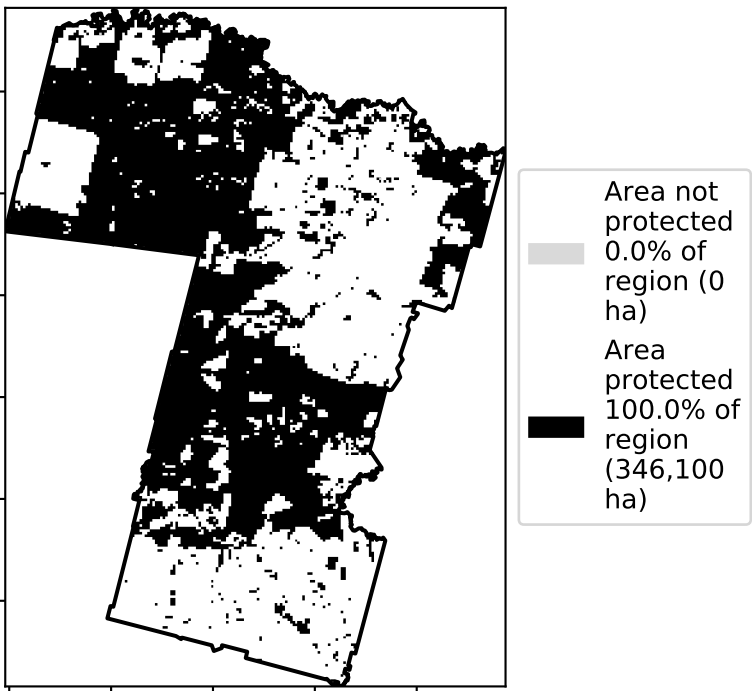 Area not
protected
0.0% of
region (0
ha)
Area
protected
100.0% of
region
(346,100
ha)